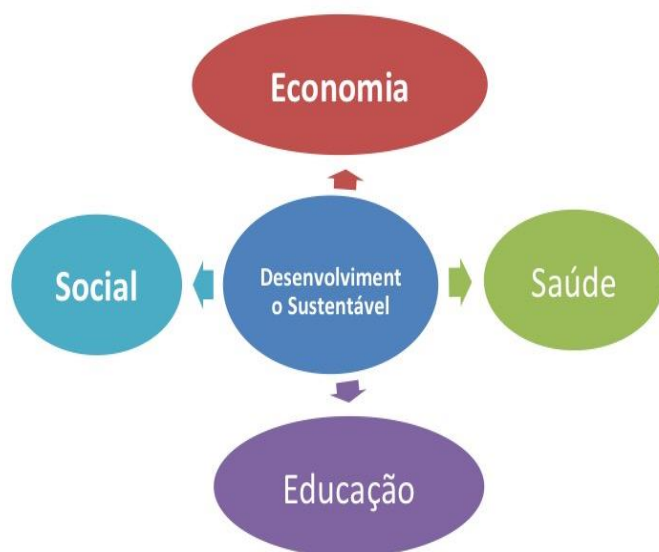 Economia
Social
Desenvolviment
o Sustentável
Saúde
Educação